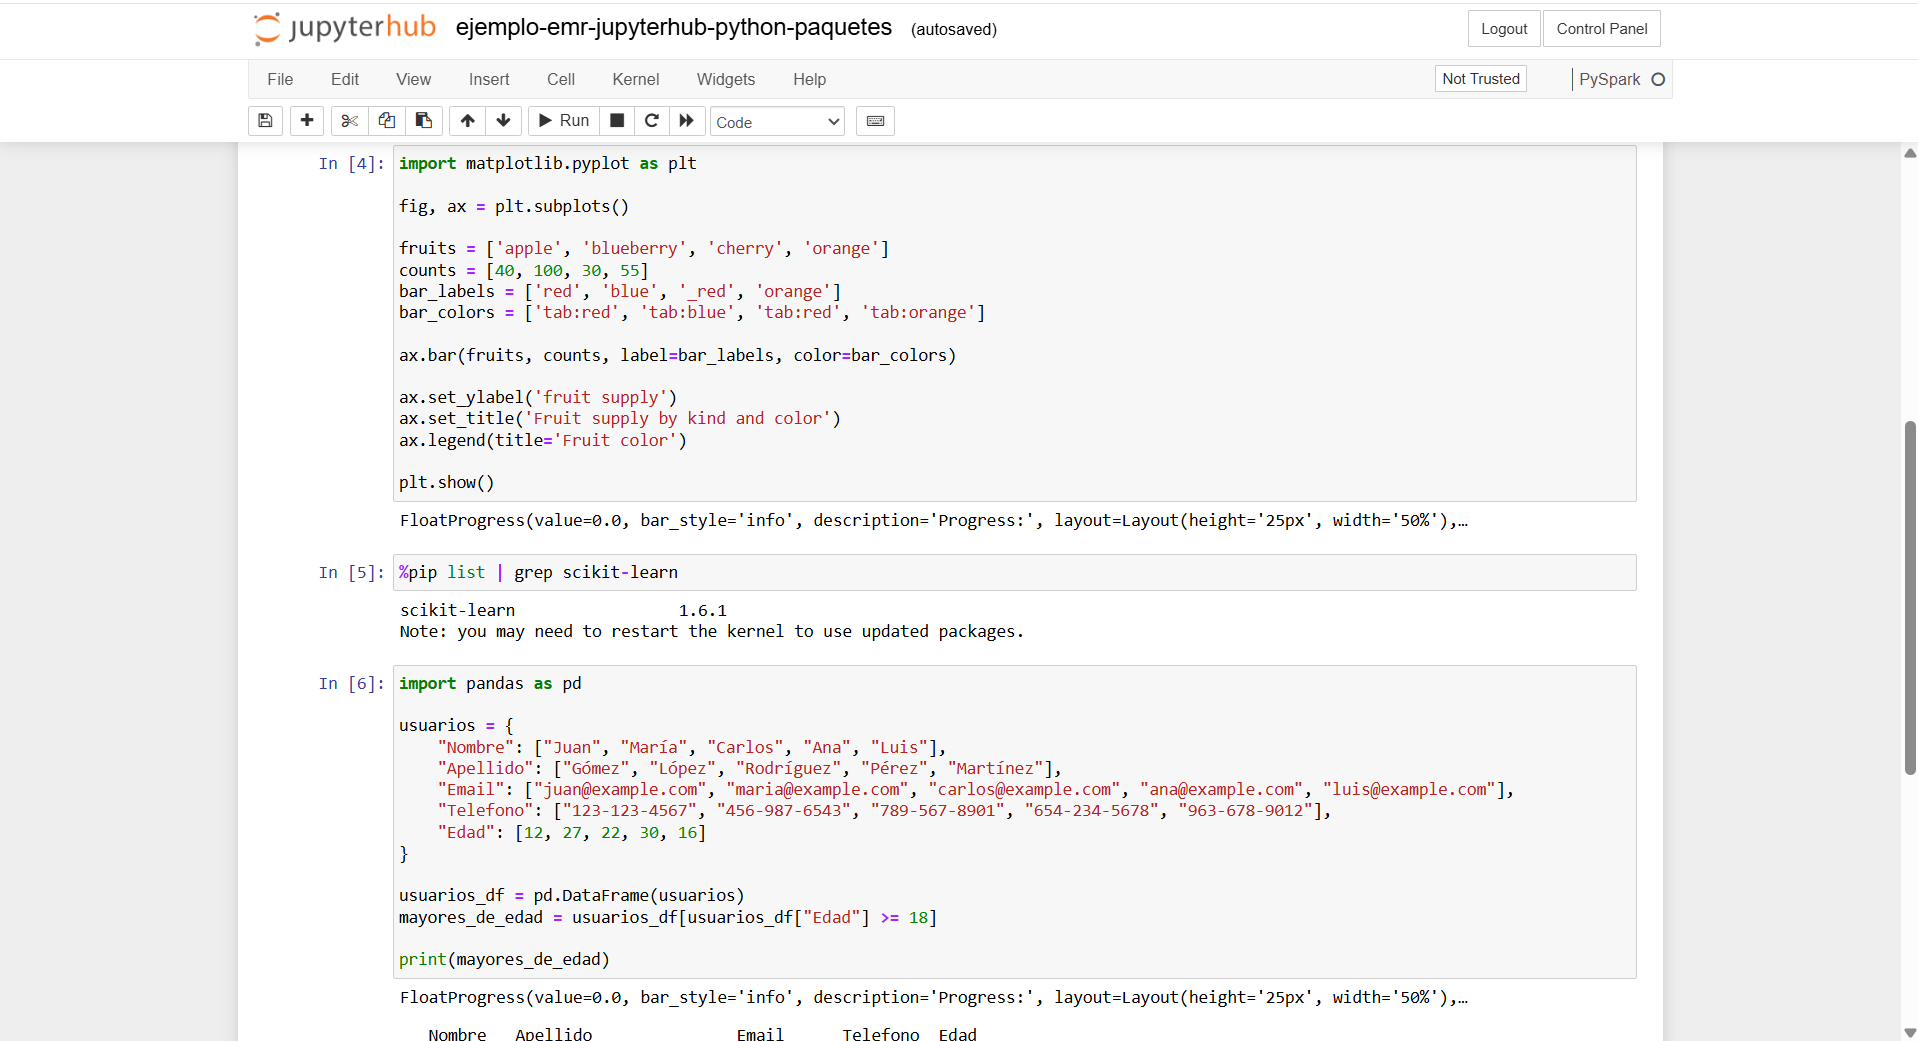 jupyterhub ejemplo-emr-jupyterhub-python-paquetes (autosaved) Logout Control Panel
File Edit View Insert Cell Kernel Widgets Help Not Trusted PySpark
Run Code
In [4]: import matplotlib.pyplot as plt
fig, ax = plt.subplots()
fruits = ['apple', 'blueberry', 'cherry', 'orange']
counts = [40, 100, 30, 55]
bar_labels = ['red', 'blue', '_red', 'orange']
bar_colors = ['tab:red', 'tab:blue', 'tab:red', 'tab:orange']
ax.bar(fruits, counts, label=bar_labels, color=bar_colors)
ax.set_ylabel('fruit supply')
ax.set_title('Fruit supply by kind and color')
ax.legend(title='Fruit color')
plt.show()
FloatProgress(value=0.0, bar_style='info', description='Progress:', layout=Layout(height='25px', width='50%'),…
In [5]: %pip list | grep scikit-learn
scikit-learn 1.6.1
Note: you may need to restart the kernel to use updated packages.
In [6]: import pandas as pd
usuarios = {
"Nombre": ["Juan", "María", "Carlos", "Ana", "Luis"],
"Apellido": ["Gómez", "López", "Rodríguez", "Pérez", "Martínez"],
"Email": ["juan@example.com", "maria@example.com", "carlos@example.com", "ana@example.com", "luis@example.com"],
"Telefono": ["123-123-4567", "456-987-6543", "789-567-8901", "654-234-5678", "963-678-9012"],
"Edad": [12, 27, 22, 30, 16]
}
usuarios_df = pd.DataFrame(usuarios)
mayores_de_edad = usuarios_df[usuarios_df["Edad"] >= 18]
print(mayores_de_edad)
FloatProgress(value=0.0, bar_style='info', description='Progress:', layout=Layout(height='25px', width='50%'),…
Nombre Apellido Email Telefono Edad